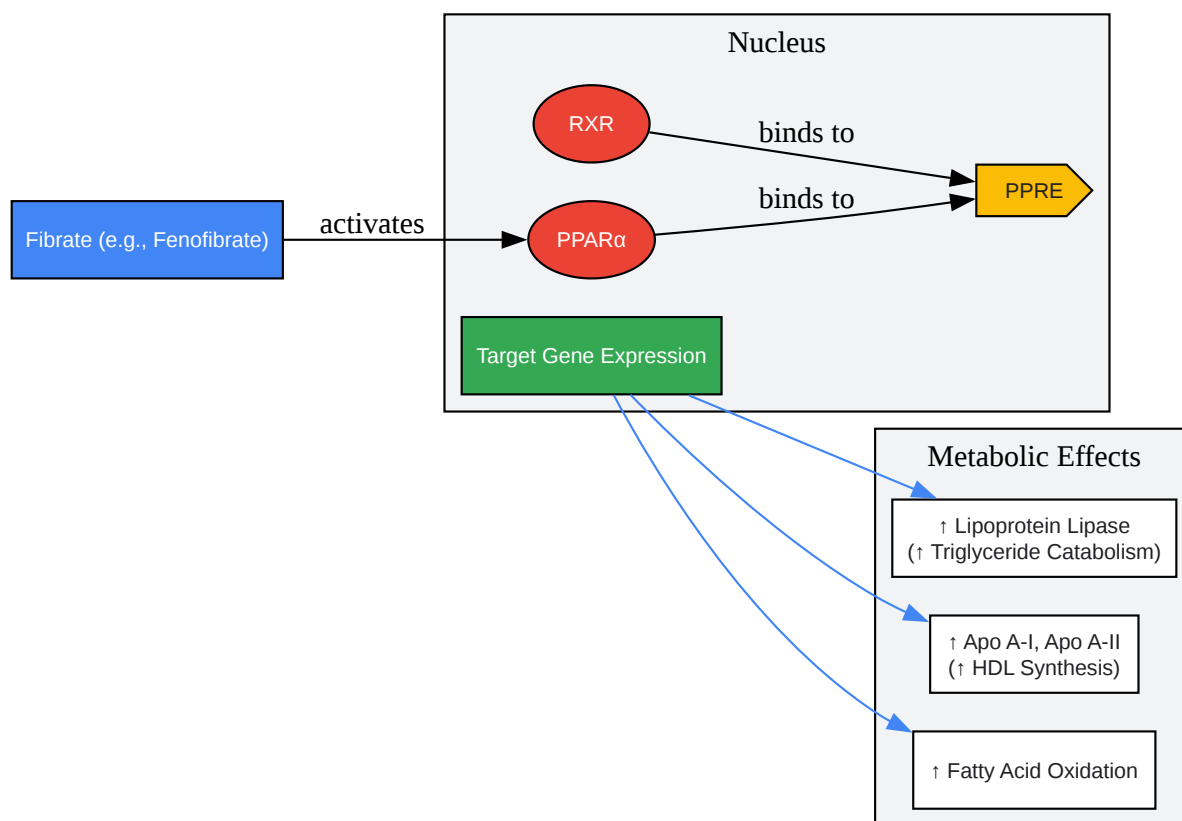 Nucleus
RXR
binds to
PPRE
binds to
Fibrate (e.g., Fenofibrate)
activates
PPARα
Target Gene Expression
Metabolic Effects
↑ Lipoprotein Lipase
(↑ Triglyceride Catabolism)
↑ Apo A-I, Apo A-II
(↑ HDL Synthesis)
↑ Fatty Acid Oxidation